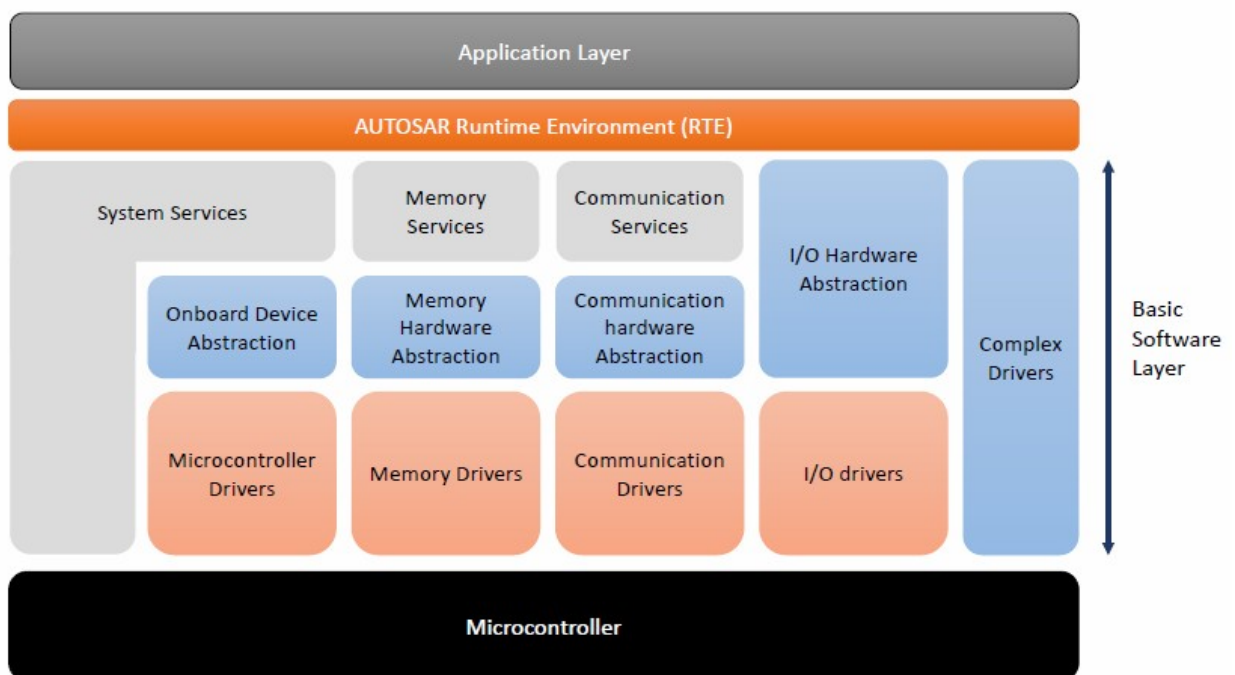 Application Layer
AUTOSAR Runtime Environment (RTE)
System Services
Memory
Services
Communication
Services
I/O Hardware
Abstraction
Onboard Device
Abstraction
Memory
Hardware
Abstraction
Communication
hardware
Abstraction
Complex
Drivers
Basic
Software
Layer
Microcontroller
Drivers
Memory Drivers
Communication
Drivers
I/O drivers
Microcontroller